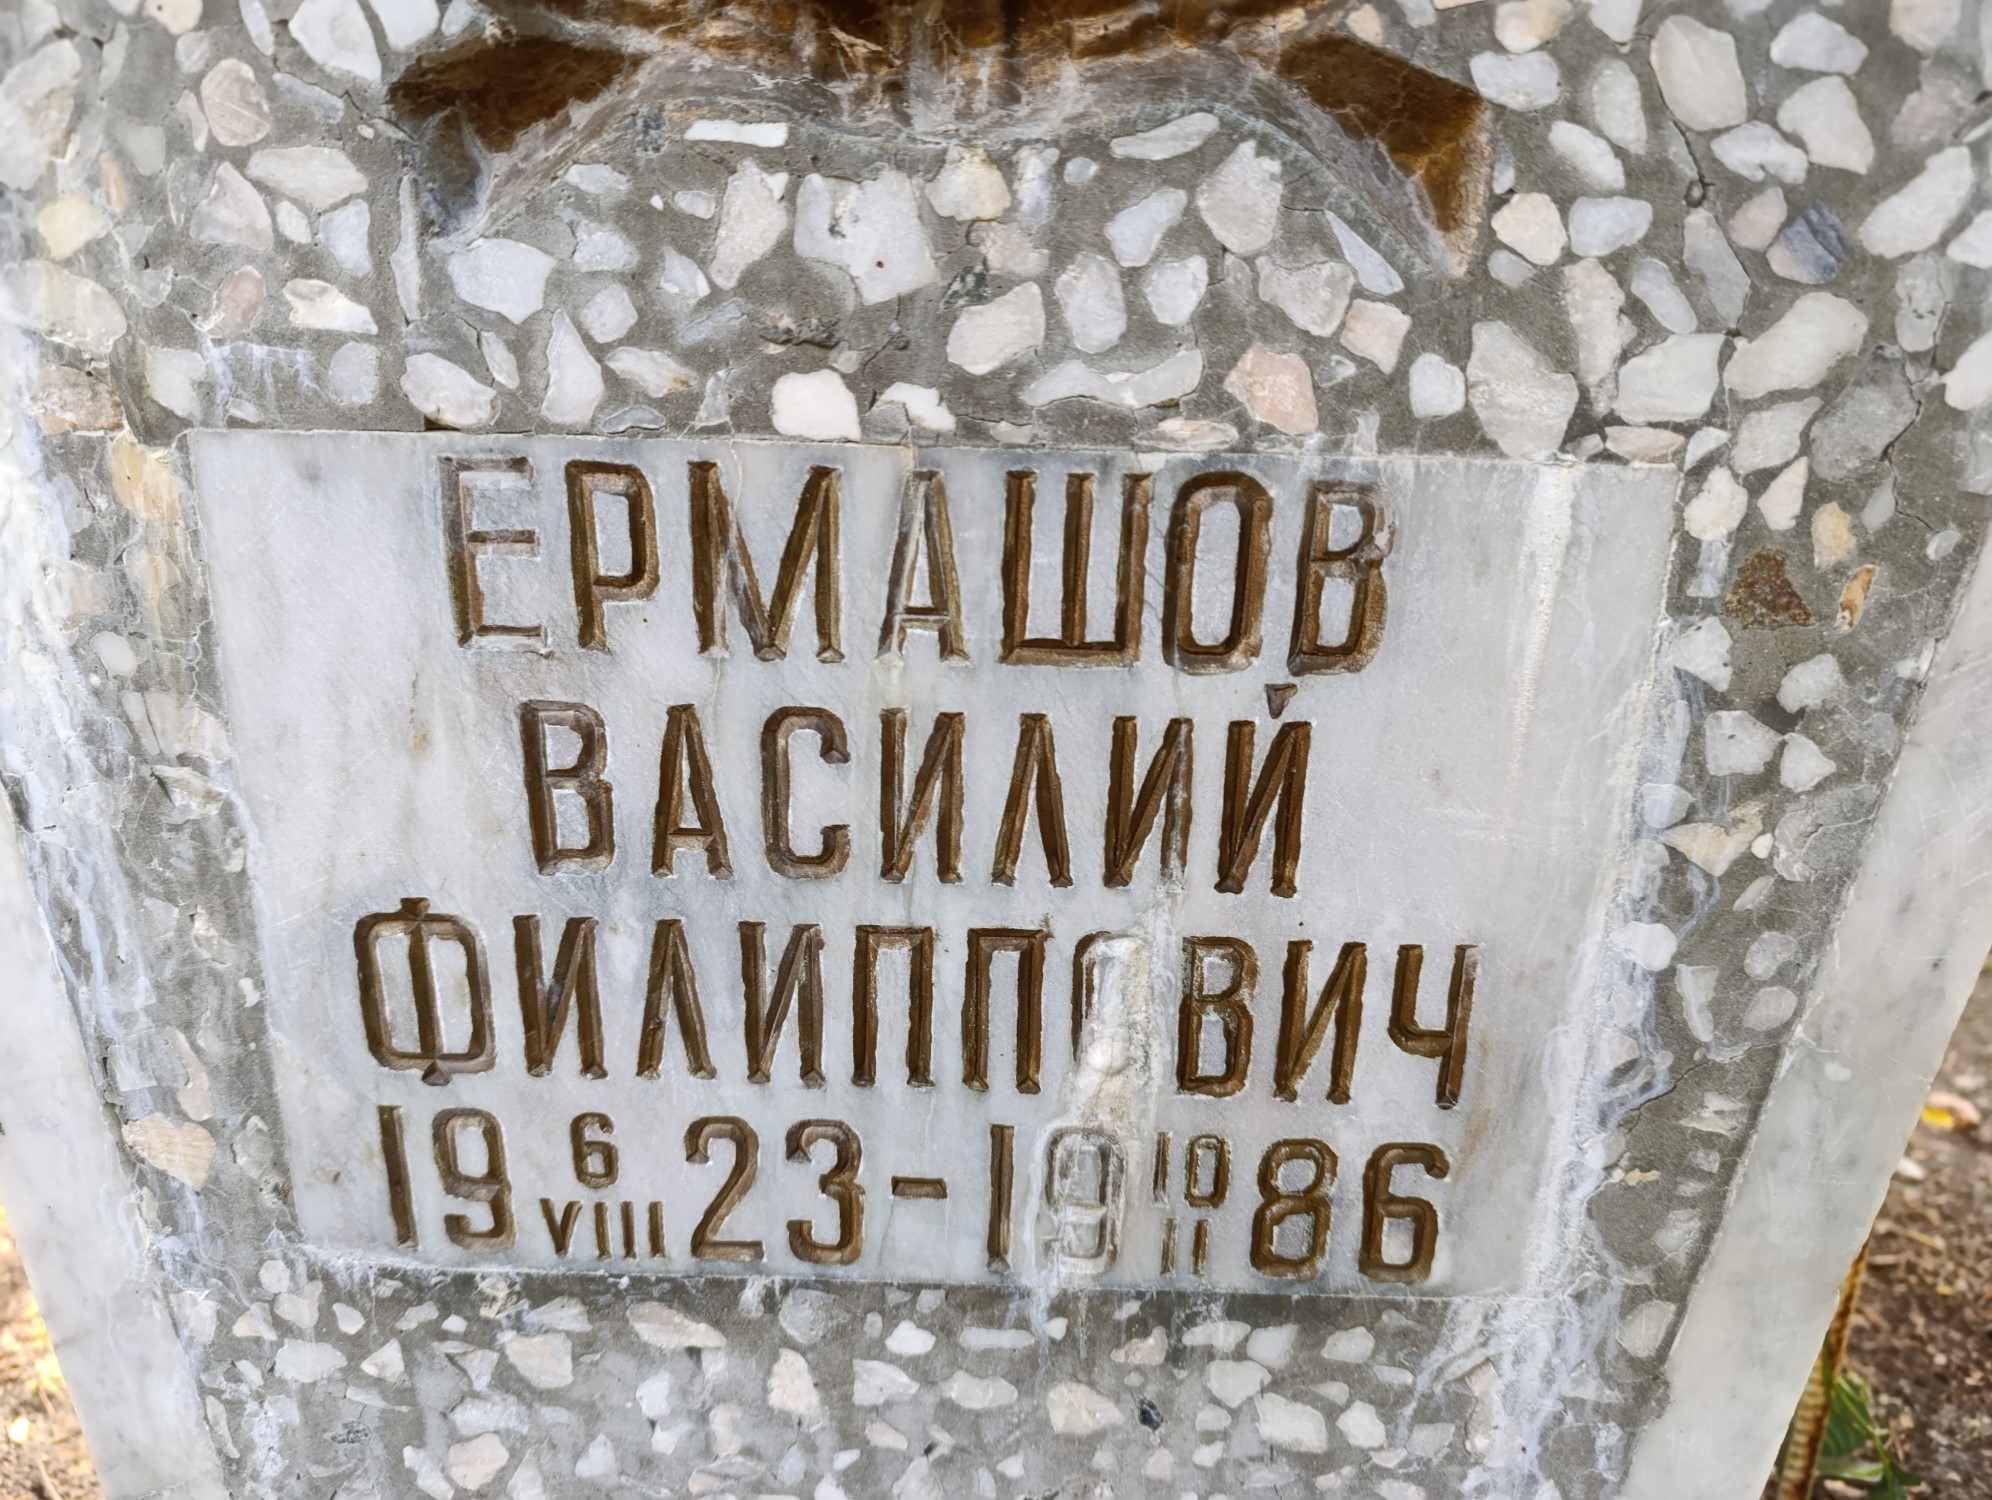 ЕРМАШОВ
ВАСИЛИЙ
ФИЛИППОВИЧ
19 6/VIII 23 - 19 10/II 86